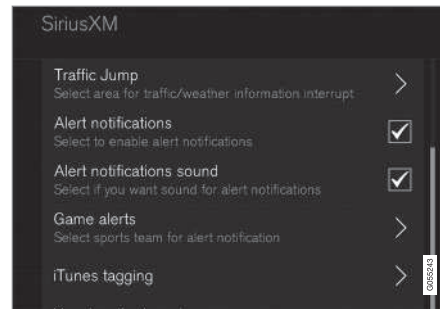 SiriusXM
Traffic Jump
Select area for traffic/weather information interrupt
Alert notifications
Select to enable alert notifications
Alert notifications sound
Select if you want sound for alert notifications
Game alerts
Select sports team for alert notification
iTunes tagging
G055243